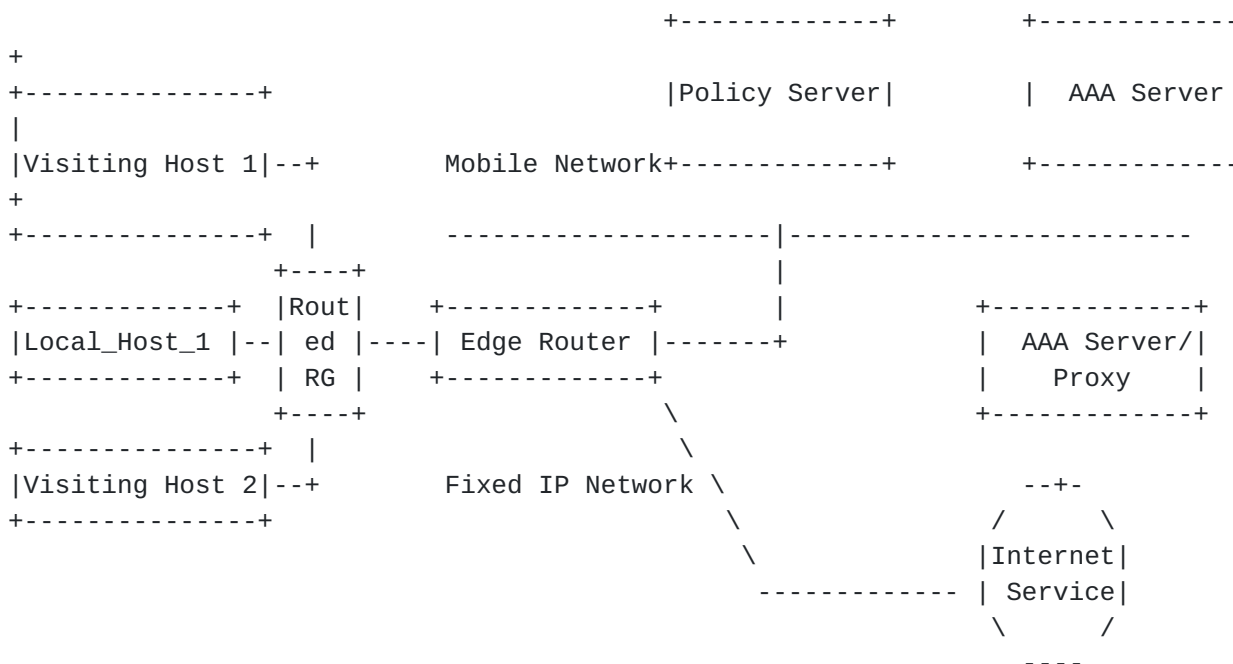 +-------------+ +-------------
+
+---------------+ |Policy Server| | AAA Server
|
|Visiting Host 1|--+ Mobile Network+-------------+ +-------------
+
+---------------+ | ---------------------|--------------------------
+----+ |
+-------------+ |Rout| +-------------+ | +-------------+
|Local_Host_1 |--| ed |----| Edge Router |-------+ | AAA Server/|
+-------------+ | RG | +-------------+ | Proxy |
+----+ \ +-------------+
+---------------+ | \
|Visiting Host 2|--+ Fixed IP Network \ --+-
+---------------+ \ / \
\ |Internet|
------------- | Service|
\ /
----